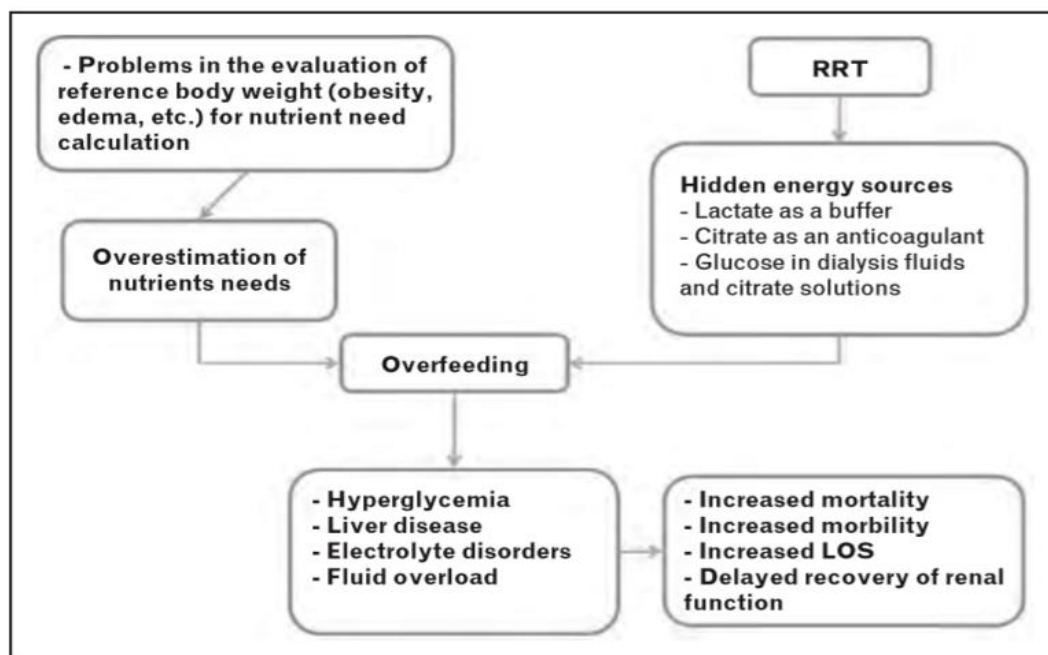 - Problems in the evaluation of
reference body weight (obesity,
edema, etc.) for nutrient need
calculation
RRT
Hidden energy sources
- Lactate as a buffer
- Citrate as an anticoagulant
- Glucose in dialysis fluids
and citrate solutions
Overestimation of
nutrients needs
Overfeeding
- Hyperglycemia
- Liver disease
- Electrolyte disorders
- Fluid overload
- Increased mortality
- Increased morbility
- Increased LOS
- Delayed recovery of renal
function